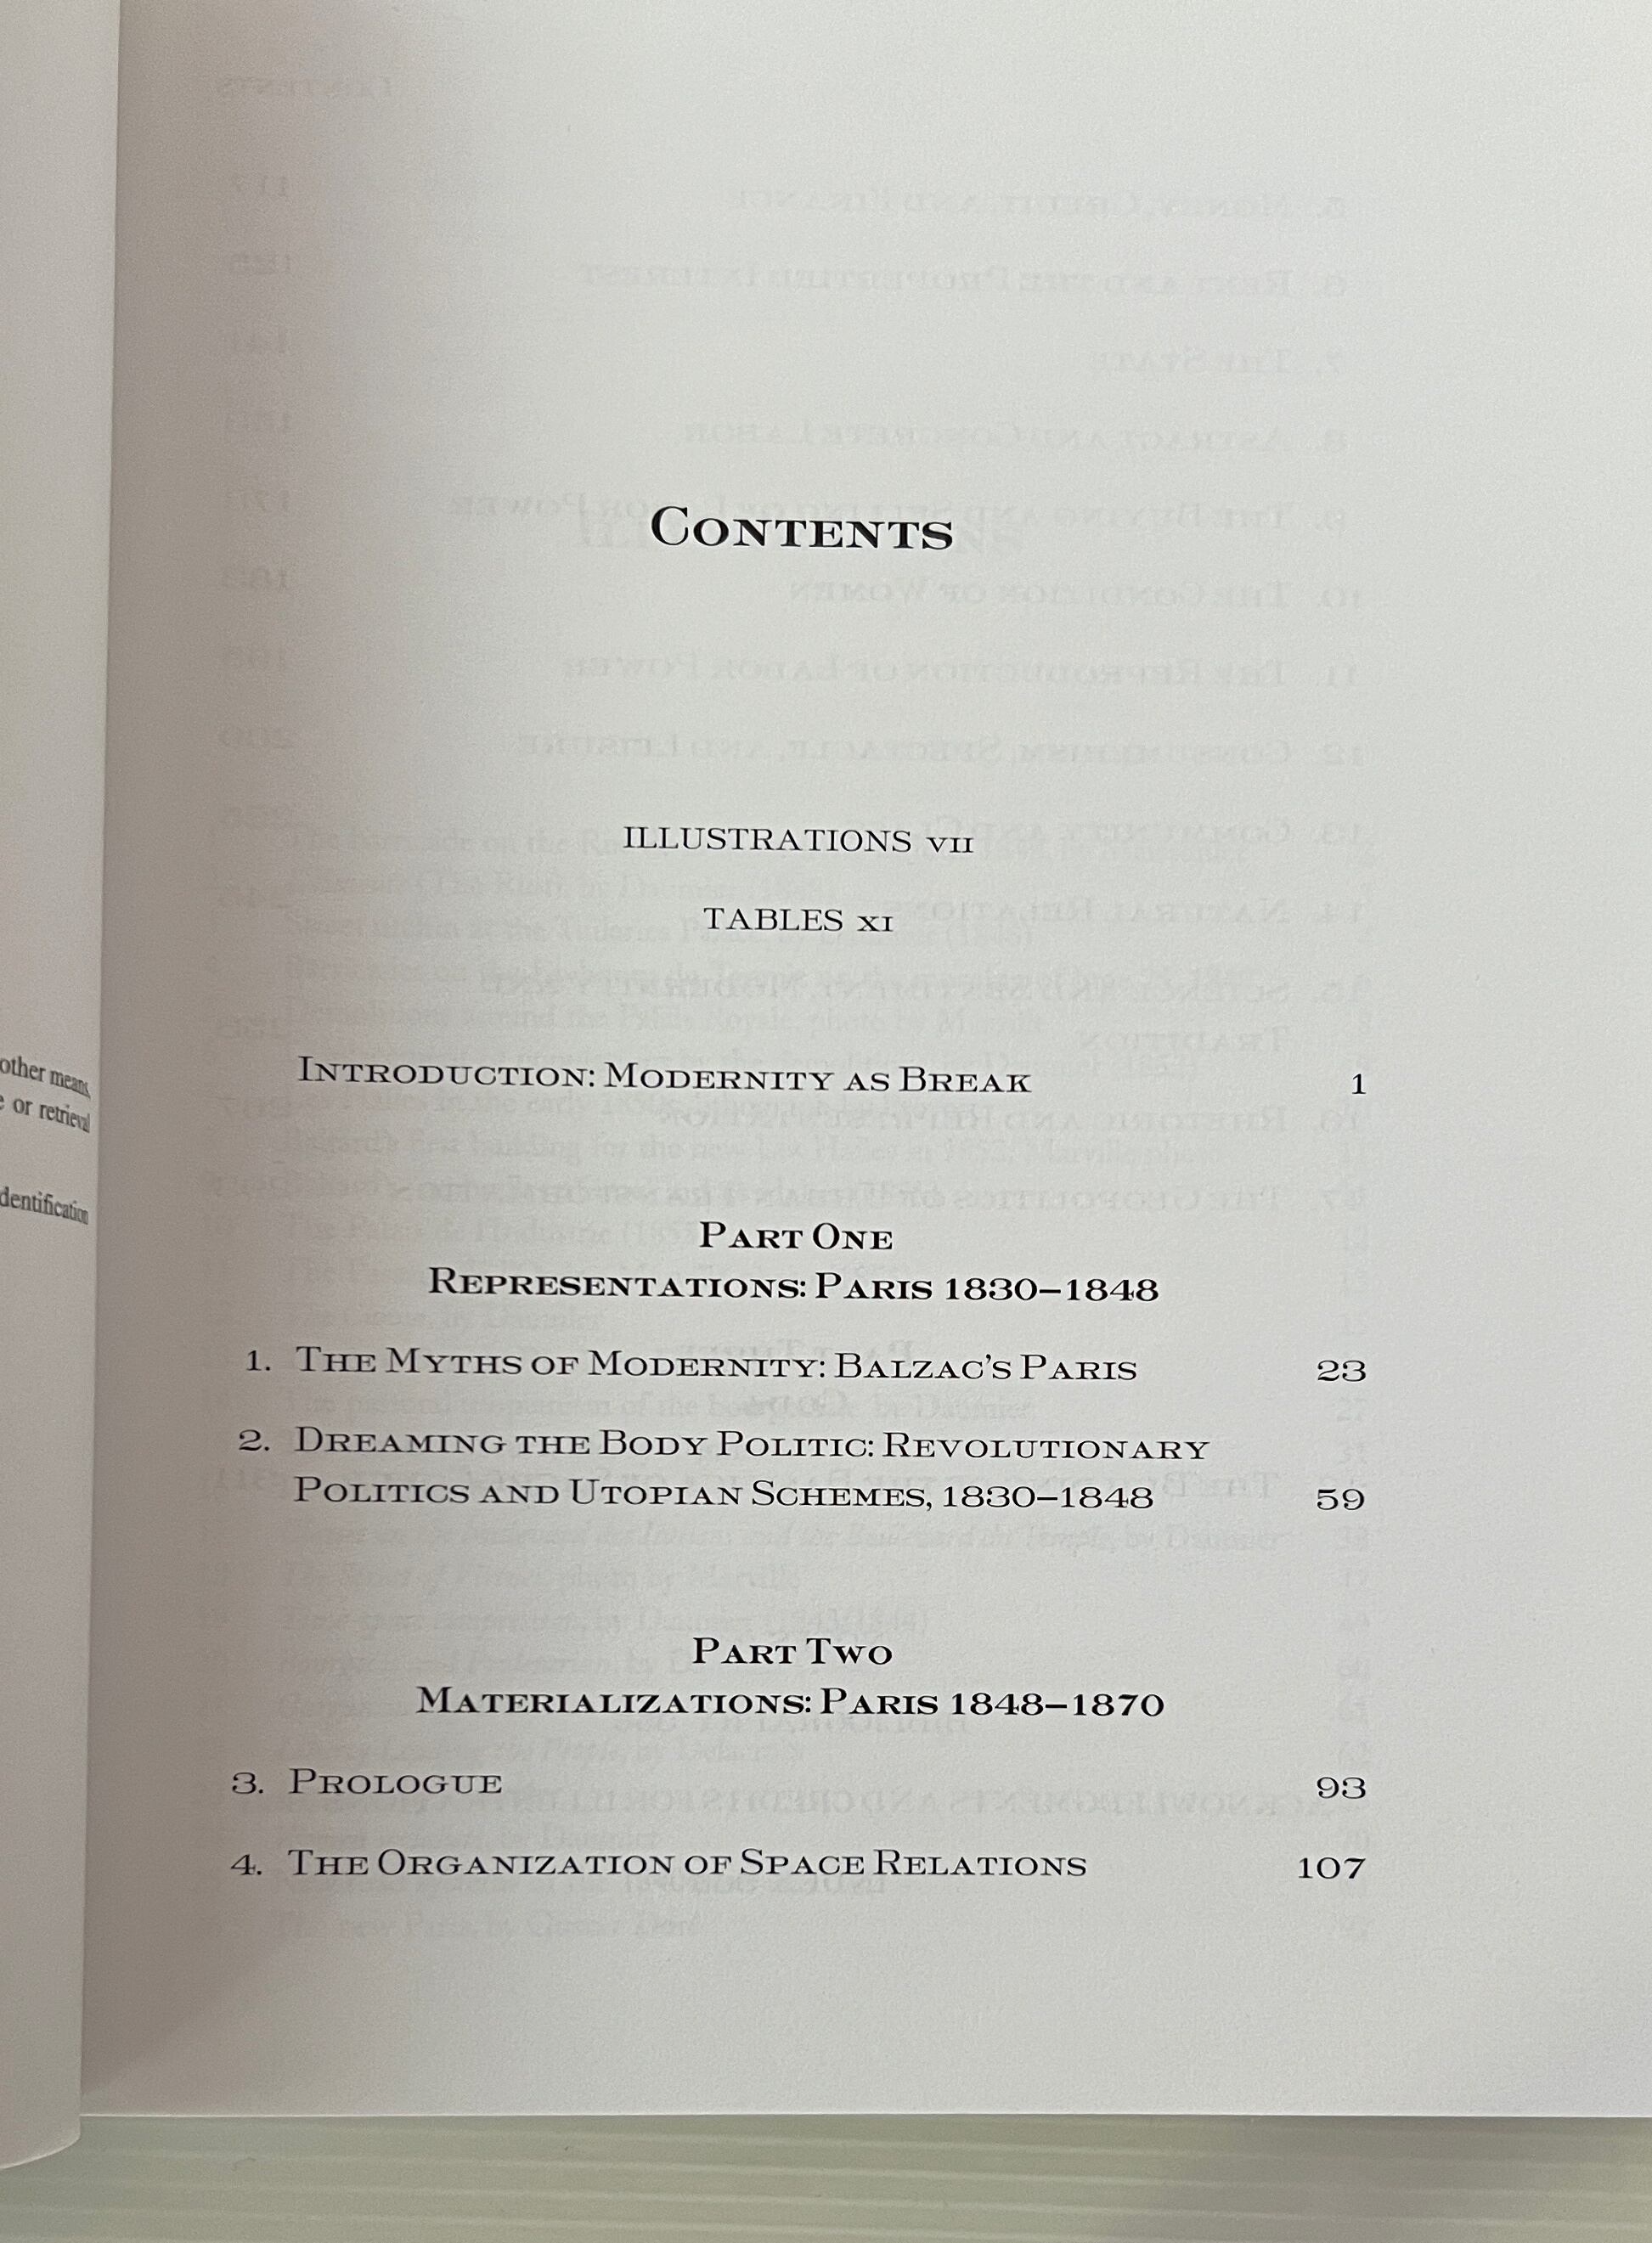 other means,
e or retrieval
dentification
CONTENTS
ILLUSTRATIONS VII
TABLES XI
INTRODUCTION: MODERNITY AS BREAK 1
PART ONE
REPRESENTATIONS: PARIS 1830–1848
1. THE MYTHS OF MODERNITY: BALZAC'S PARIS 23
2. DREAMING THE BODY POLITIC: REVOLUTIONARY
POLITICS AND UTOPIAN SCHEMES, 1830–1848 59
PART TWO
MATERIALIZATIONS: PARIS 1848–1870
3. PROLOGUE 93
4. THE ORGANIZATION OF SPACE RELATIONS 107